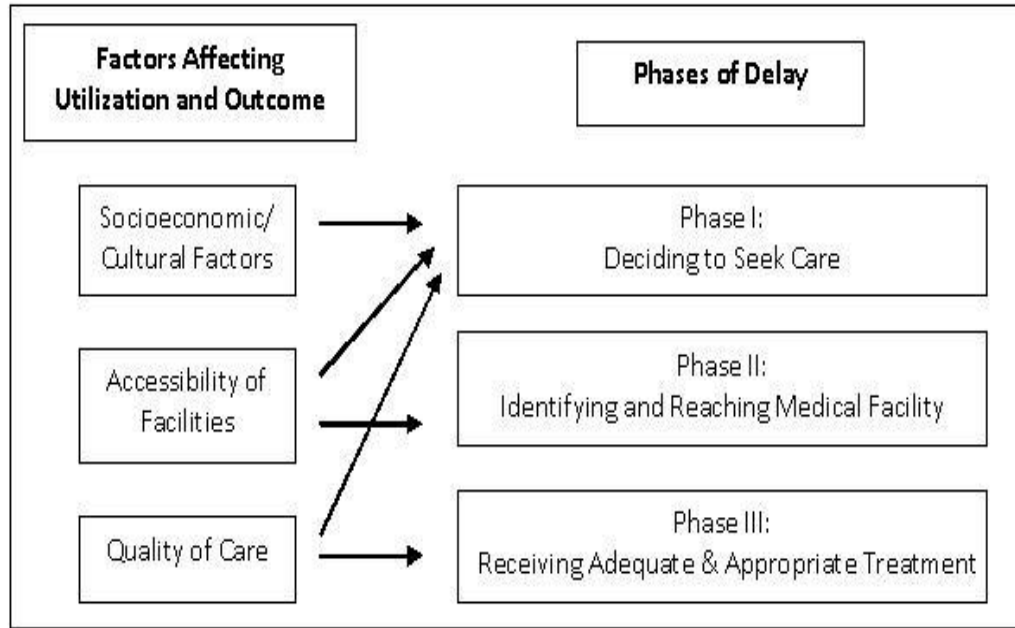 Factors Affecting
Utilization and Outcome
Phases of Delay
Socioeconomic/
Cultural Factors
Phase I:
Deciding to Seek Care
Accessibility of
Facilities
Phase II:
Identifying and Reaching Medical Facility
Quality of Care
Phase III:
Receiving Adequate & Appropriate Treatment